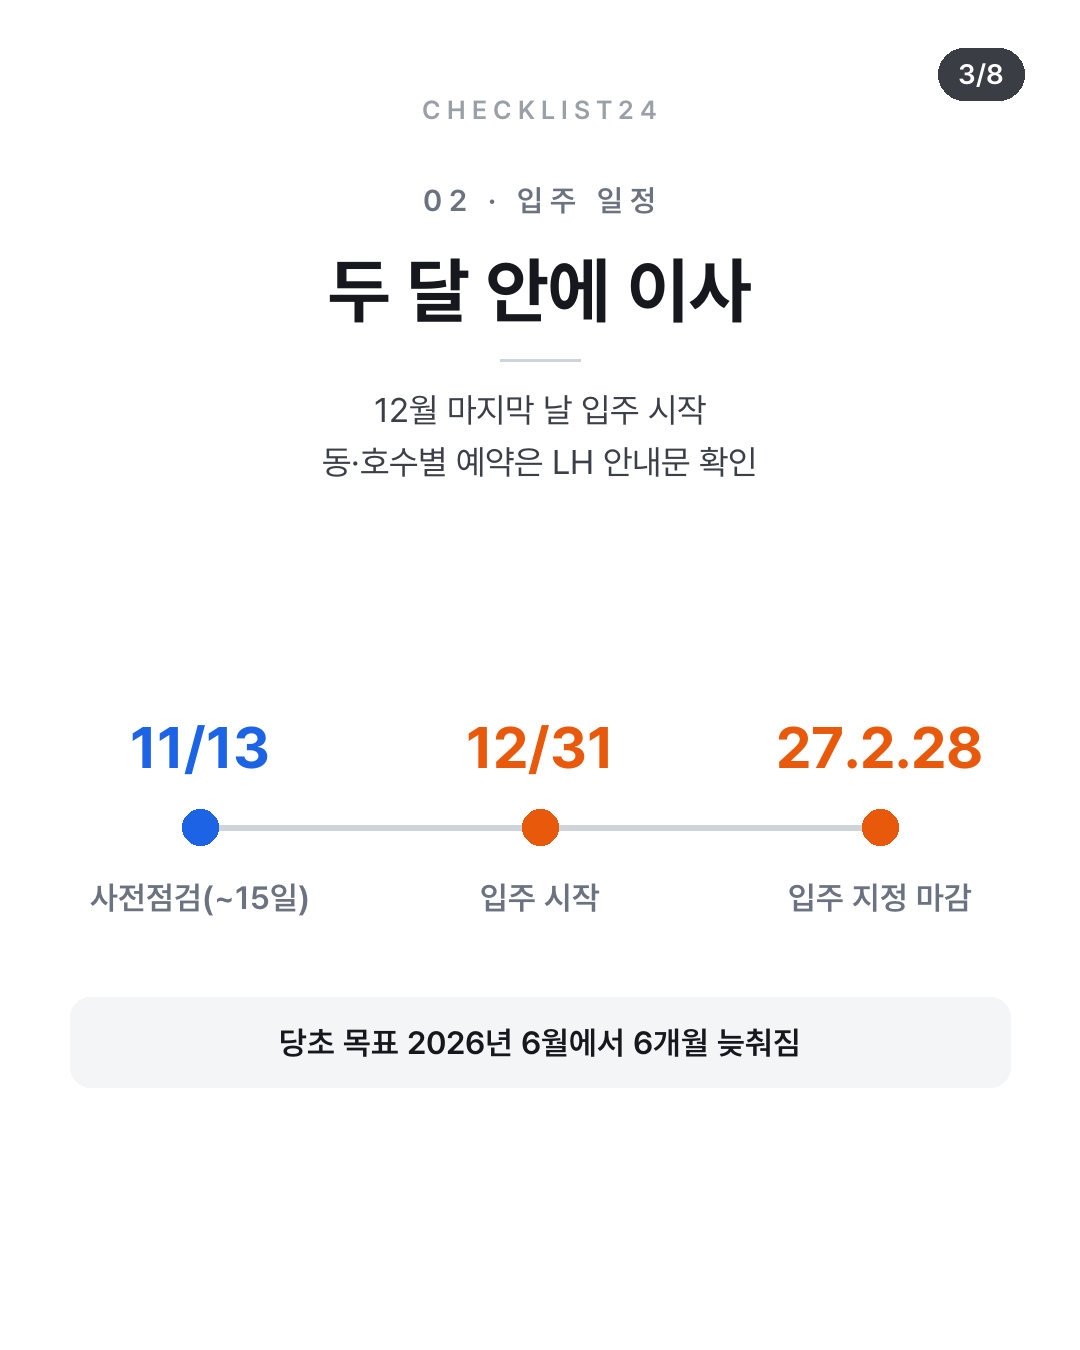 3/8
CHECKLIST24
02 · 입주 일정
두 달 안에 이사
12월 마지막 날 입주 시작
동·호수별 예약은 LH 안내문 확인
11/13
12/31
27.2.28
사전점검(~15일)
입주 시작
입주 지정 마감
당초 목표 2026년 6월에서 6개월 늦춰짐